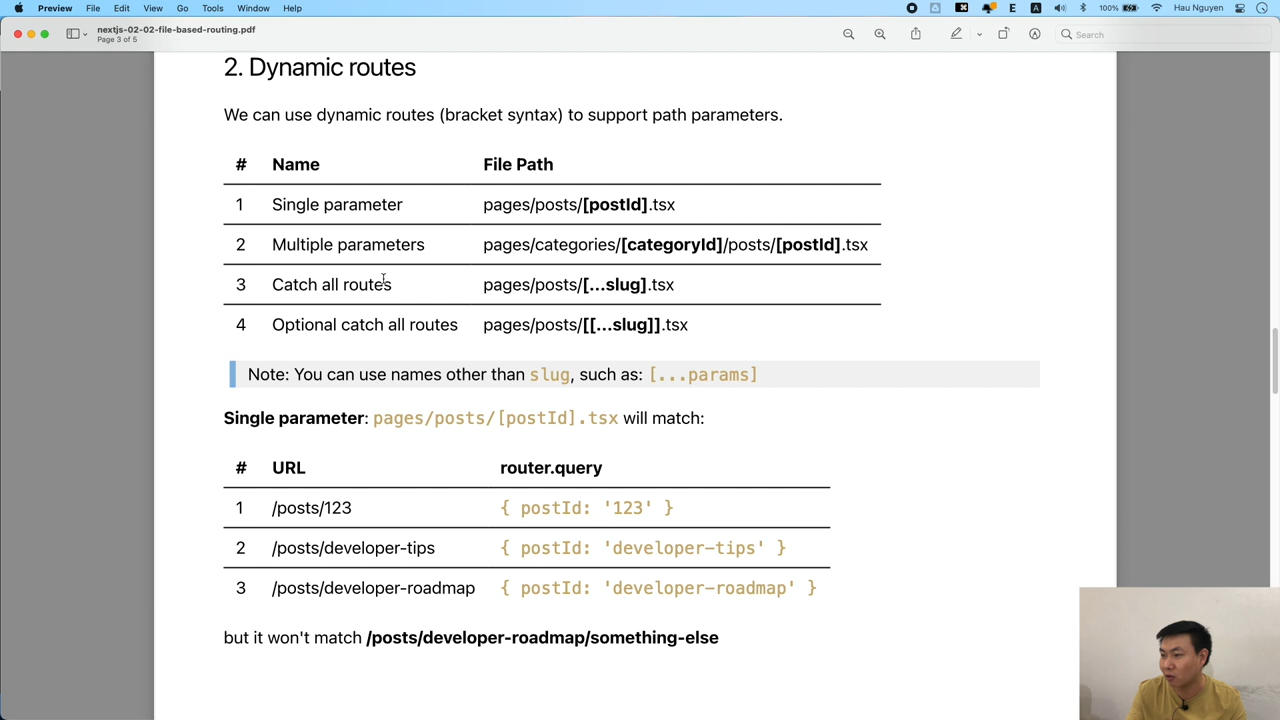 Preview File Edit View Go Tools Window Help
100% Hau Nguyen
nextjs-02-02-file-based-routing.pdf
Page 3 of 5
Search
2. Dynamic routes
We can use dynamic routes (bracket syntax) to support path parameters.
# Name File Path
1 Single parameter pages/posts/[postId].tsx
2 Multiple parameters pages/categories/[categoryId]/posts/[postId].tsx
3 Catch all routes pages/posts/[...slug].tsx
4 Optional catch all routes pages/posts/[[...slug]].tsx
Note: You can use names other than slug, such as: [...params]
Single parameter: pages/posts/[postId].tsx will match:
# URL router.query
1 /posts/123 { postId: '123' }
2 /posts/developer-tips { postId: 'developer-tips' }
3 /posts/developer-roadmap { postId: 'developer-roadmap' }
but it won't match /posts/developer-roadmap/something-else